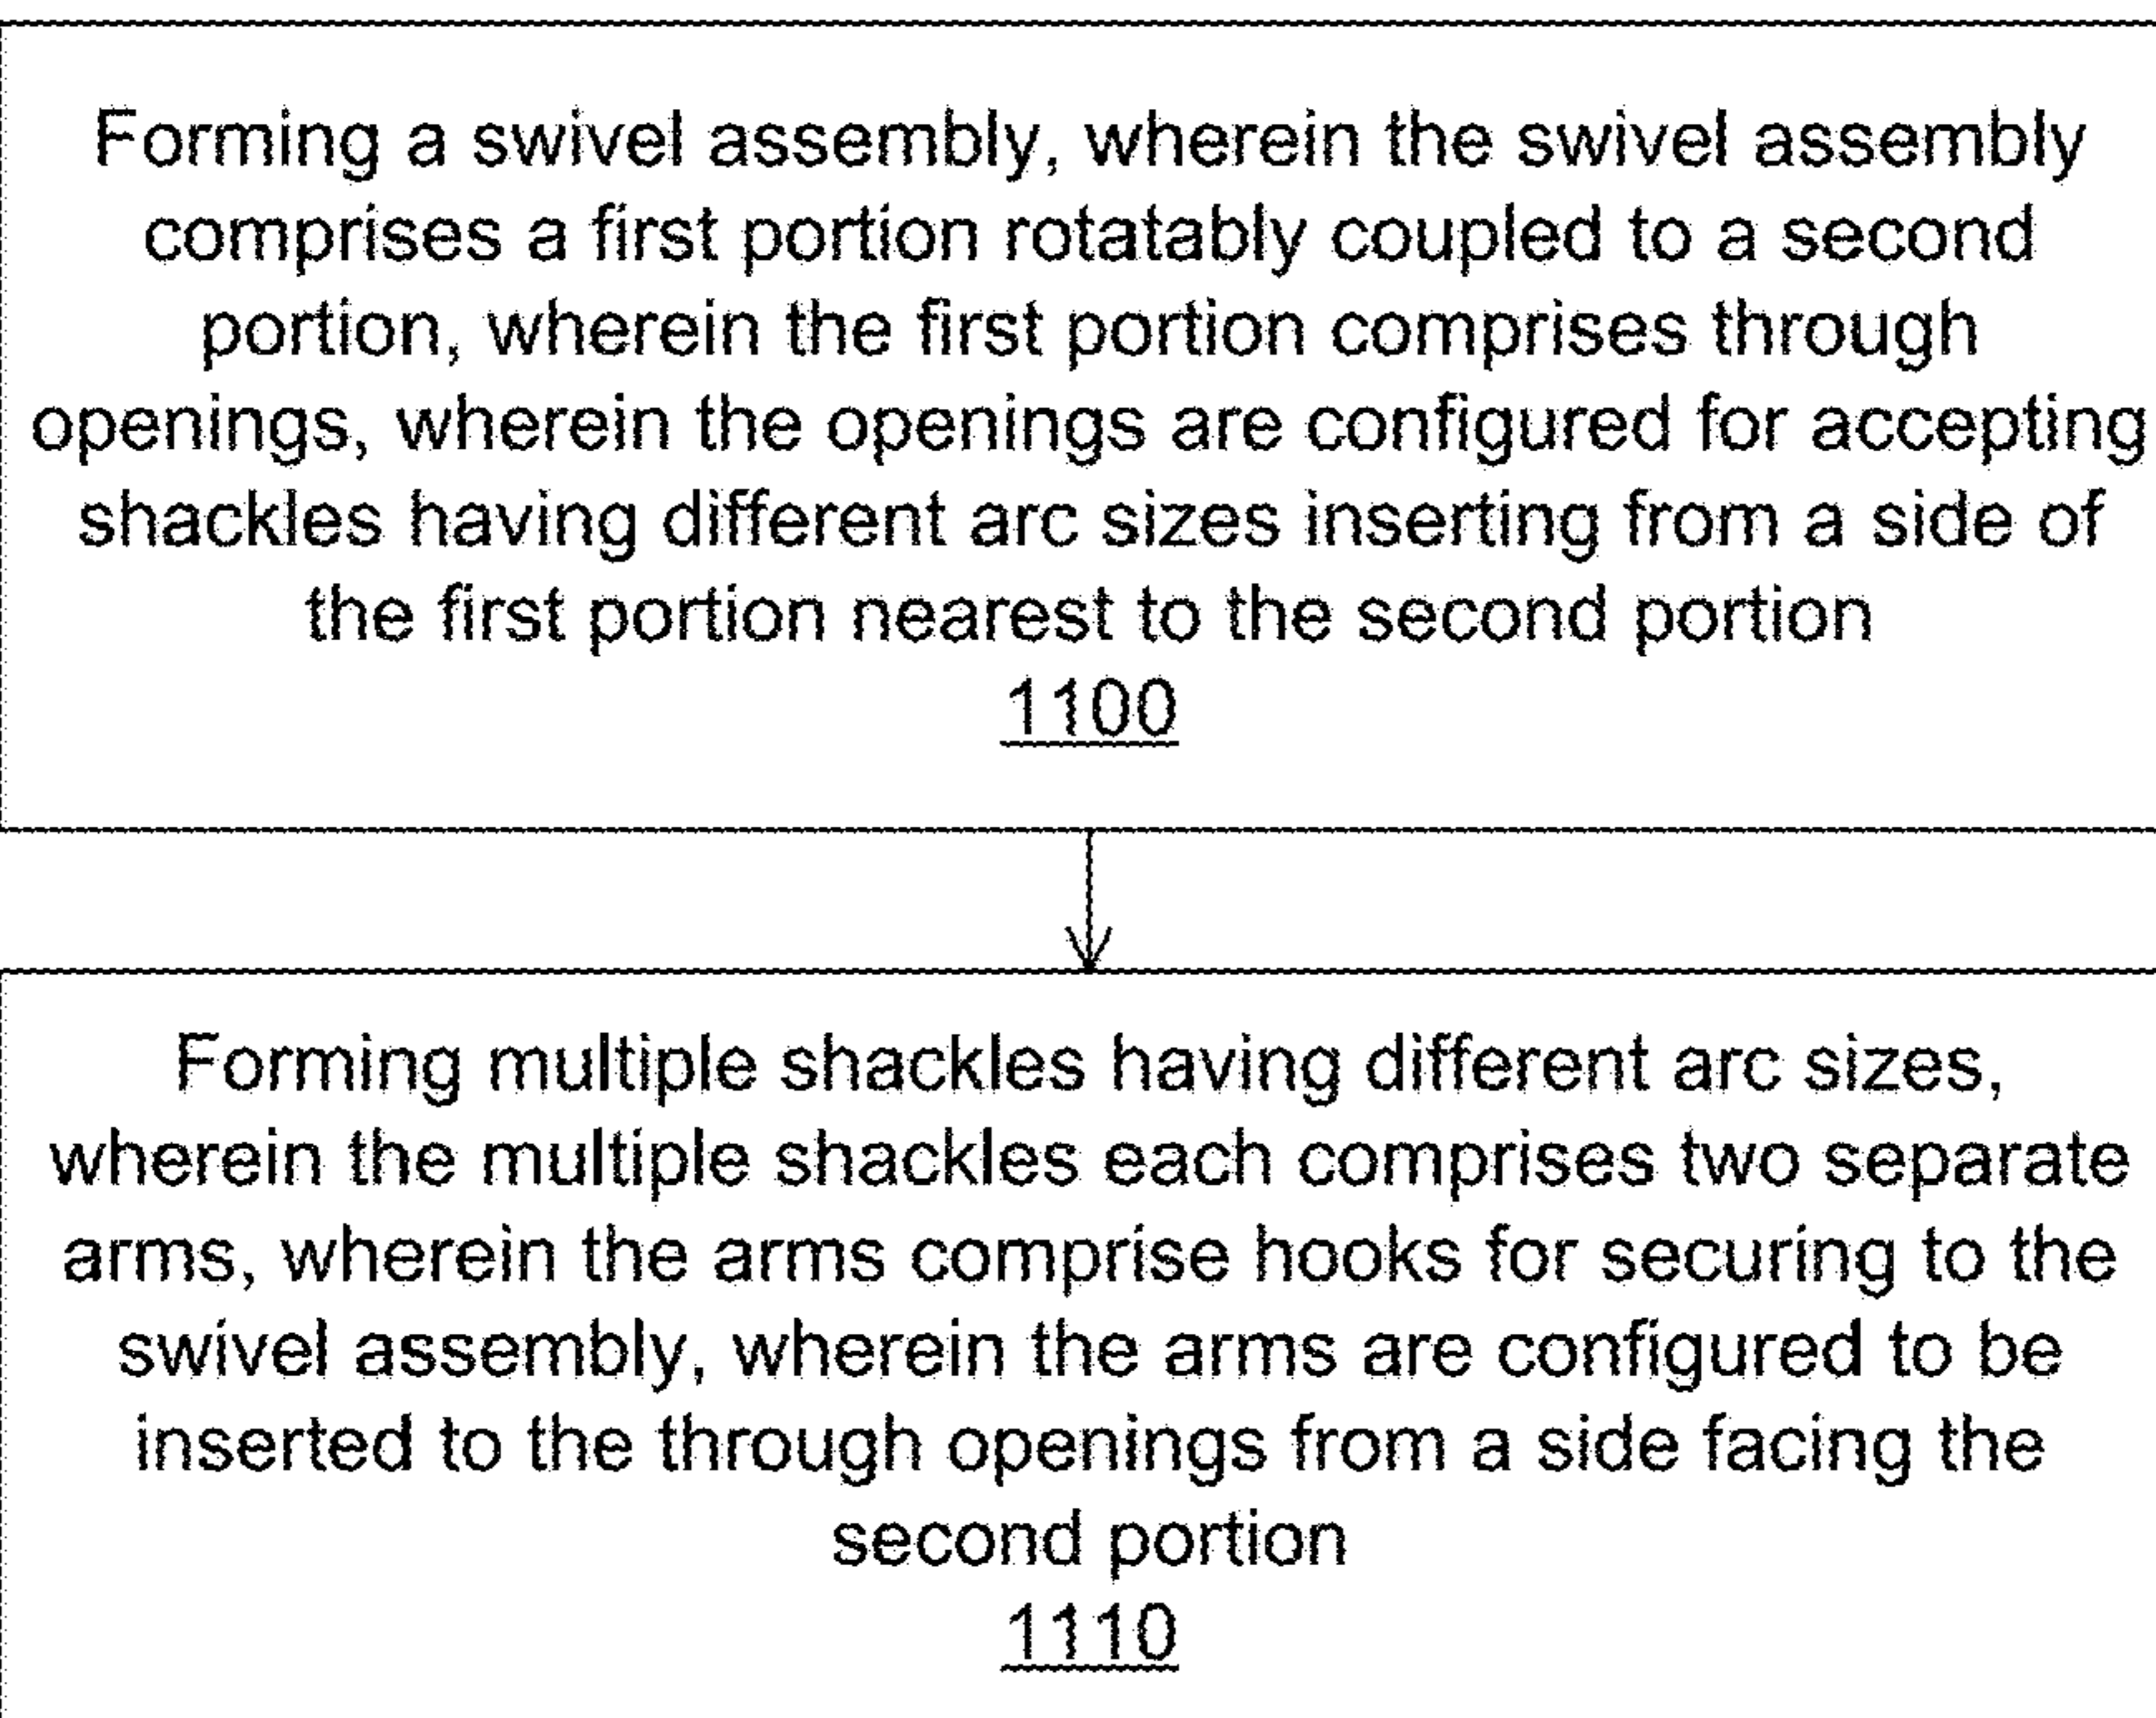 Forming a swivel assembly, wherein the swivel assembly
comprises a first portion rotatably coupled to a second
portion, wherein the first portion comprises through
openings, wherein the openings are configured for accepting
shackles having different arc sizes inserting from a side of
the first portion nearest to the second portion
1100
Forming multiple shackles having different arc sizes,
wherein the multiple shackles each comprises two separate
arms, wherein the arms comprise hooks for securing to the
swivel assembly, wherein the arms are configured to be
inserted to the through openings from a side facing the
second portion
1110